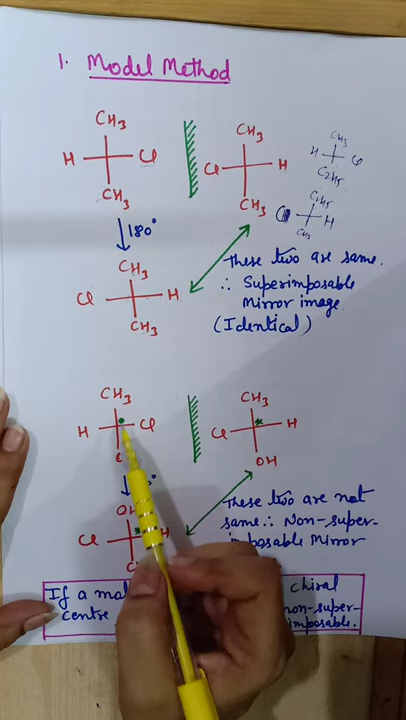 1. Model Method
CH3
H Cl
CH3
CH3
Cl H
CH3
CH3
H Cl
C2H5
C2H5
H
CH3
180°
CH3
Cl H
CH3
These two are same.
∴ Superimposable
Mirror image
(Identical)
CH3
H Cl
CH3
Cl H
OH
Cl H
These two are not
same ∴ Non-super-
imposable Mirror
If a chiral
centre non-super-
imposable.